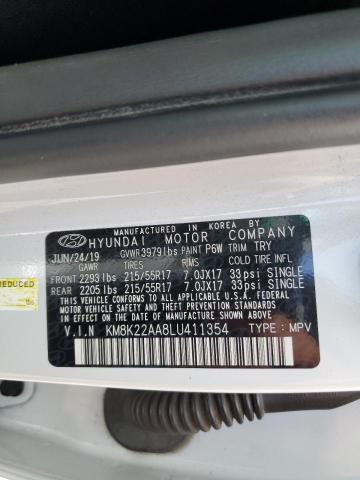 MANUFACTURED IN KOREA BY
HYUNDAI MOTOR COMPANY
JUN/24/19 GVWR 3979lbs PAINT P6W TRIM TRY
GAWR TIRES RIMS COLD TIRE INFL.
FRONT 2293lbs 215/55R17 7.0JX17 33psi SINGLE
REAR 2205lbs 215/55R17 7.0JX17 33psi SINGLE
THIS VEHICLE CONFORMS TO ALL APPLICABLE
U.S. FEDERAL MOTOR VEHICLE SAFETY
AND THEFT PREVENTION STANDARDS IN
EFFECT ON THE DATE OF MANUFACTURE
SHOWN ABOVE.
V.I.N KM8K22AA8LU411354 TYPE : MPV
REDUCED